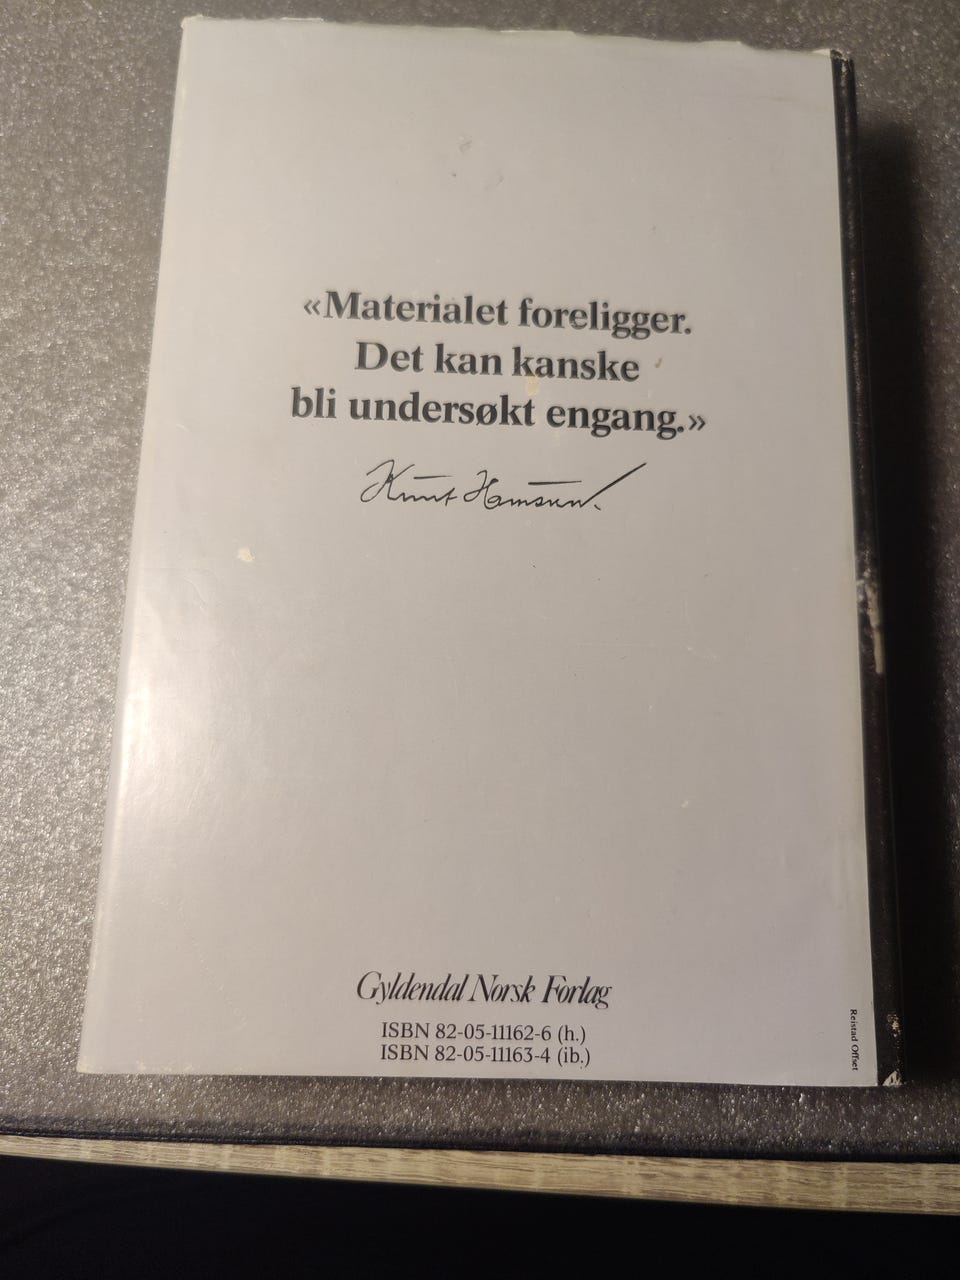 «Materialet foreligger.
Det kan kanske
bli undersøkt engang.»
Knut Hamsun.
Gyldendal Norsk Forlag
ISBN 82-05-11162-6 (h.)
ISBN 82-05-11163-4 (ib.)
Reistad Offset